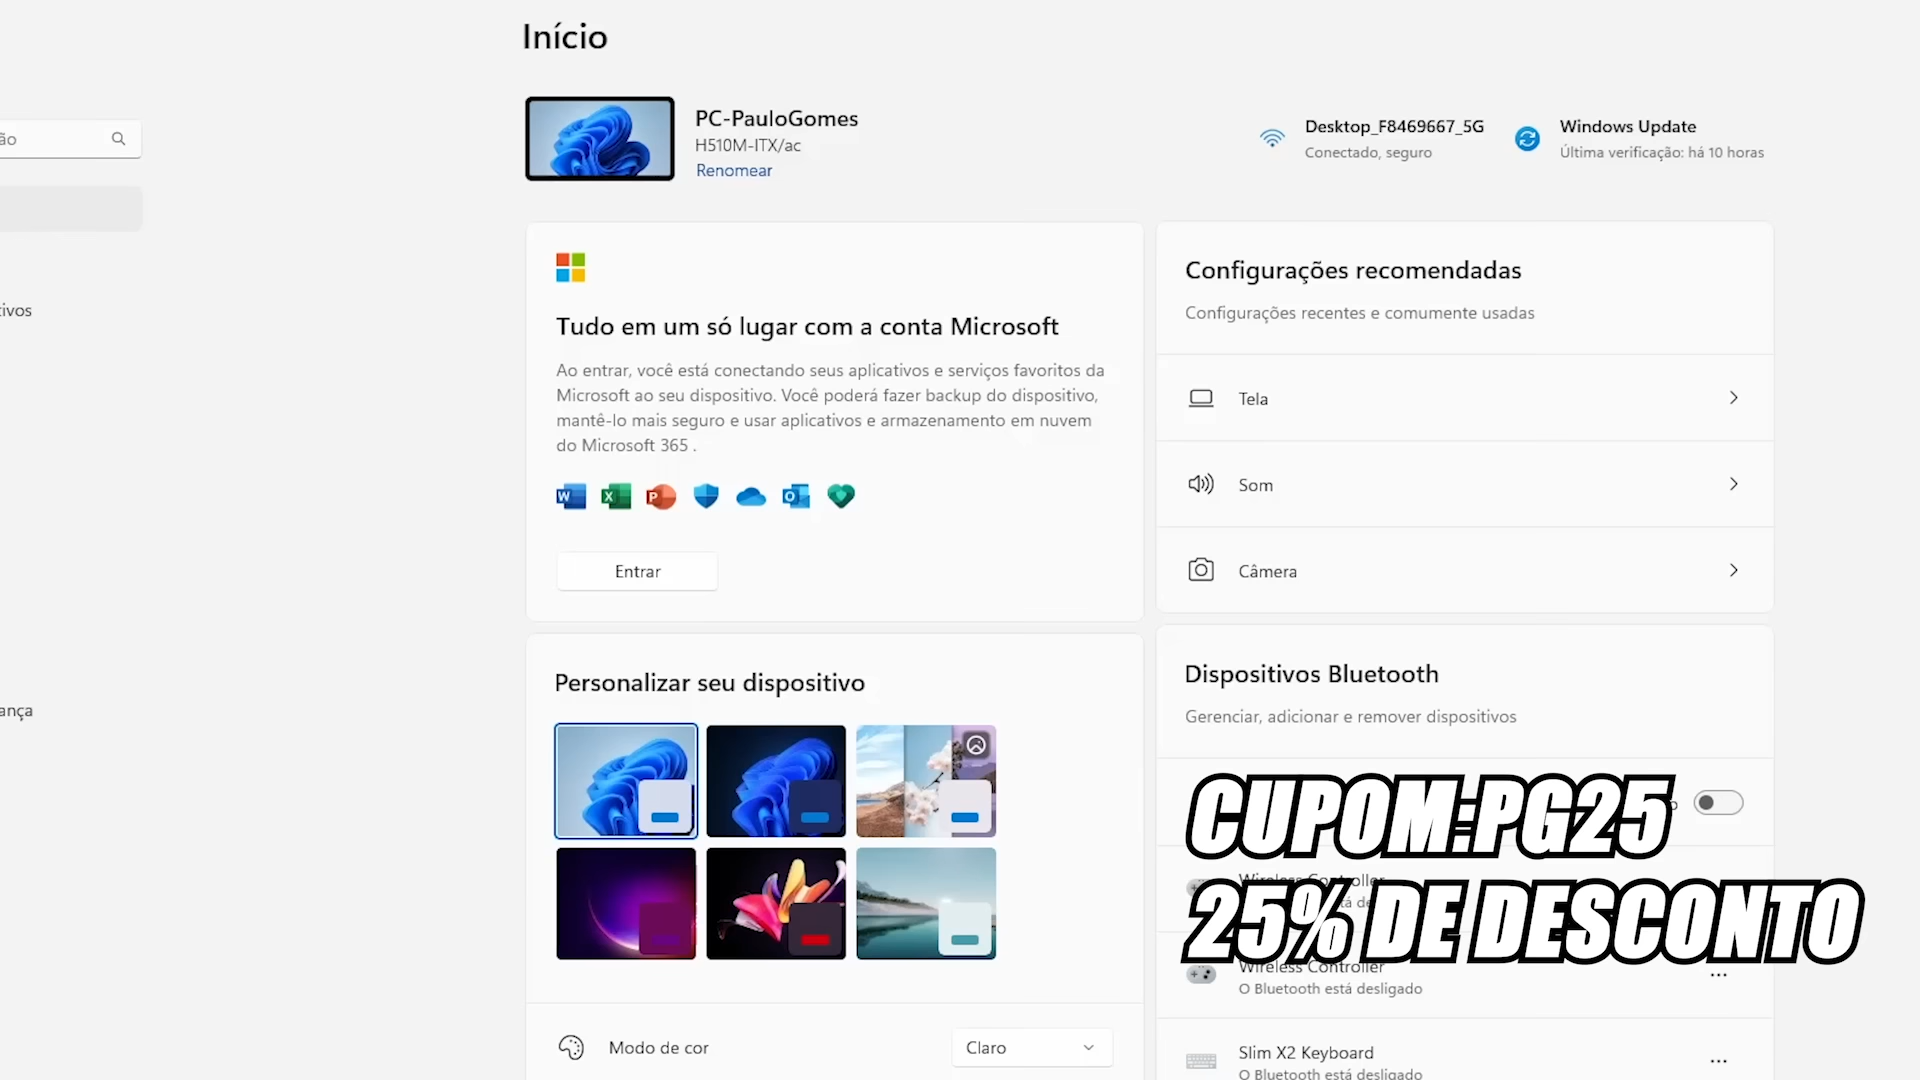 Início
PC-PauloGomes
H510M-ITX/ac
Renomear
Desktop_F8469667_5G
Conectado, seguro
Windows Update
Última verificação: há 10 horas
ão
ivos
ança
Tudo em um só lugar com a conta Microsoft
Ao entrar, você está conectando seus aplicativos e serviços favoritos da
Microsoft ao seu dispositivo. Você poderá fazer backup do dispositivo,
mantê-lo mais seguro e usar aplicativos e armazenamento em nuvem
do Microsoft 365 .
Entrar
Personalizar seu dispositivo
Modo de cor
Claro
Configurações recomendadas
Configurações recentes e comumente usadas
Tela
Som
Câmera
Dispositivos Bluetooth
Gerenciar, adicionar e remover dispositivos
CUPOM:PG25
Wireless Controller
25% DE DESCONTO
Wireless Controller
O Bluetooth está desligado
Slim X2 Keyboard
O Bluetooth está desligado